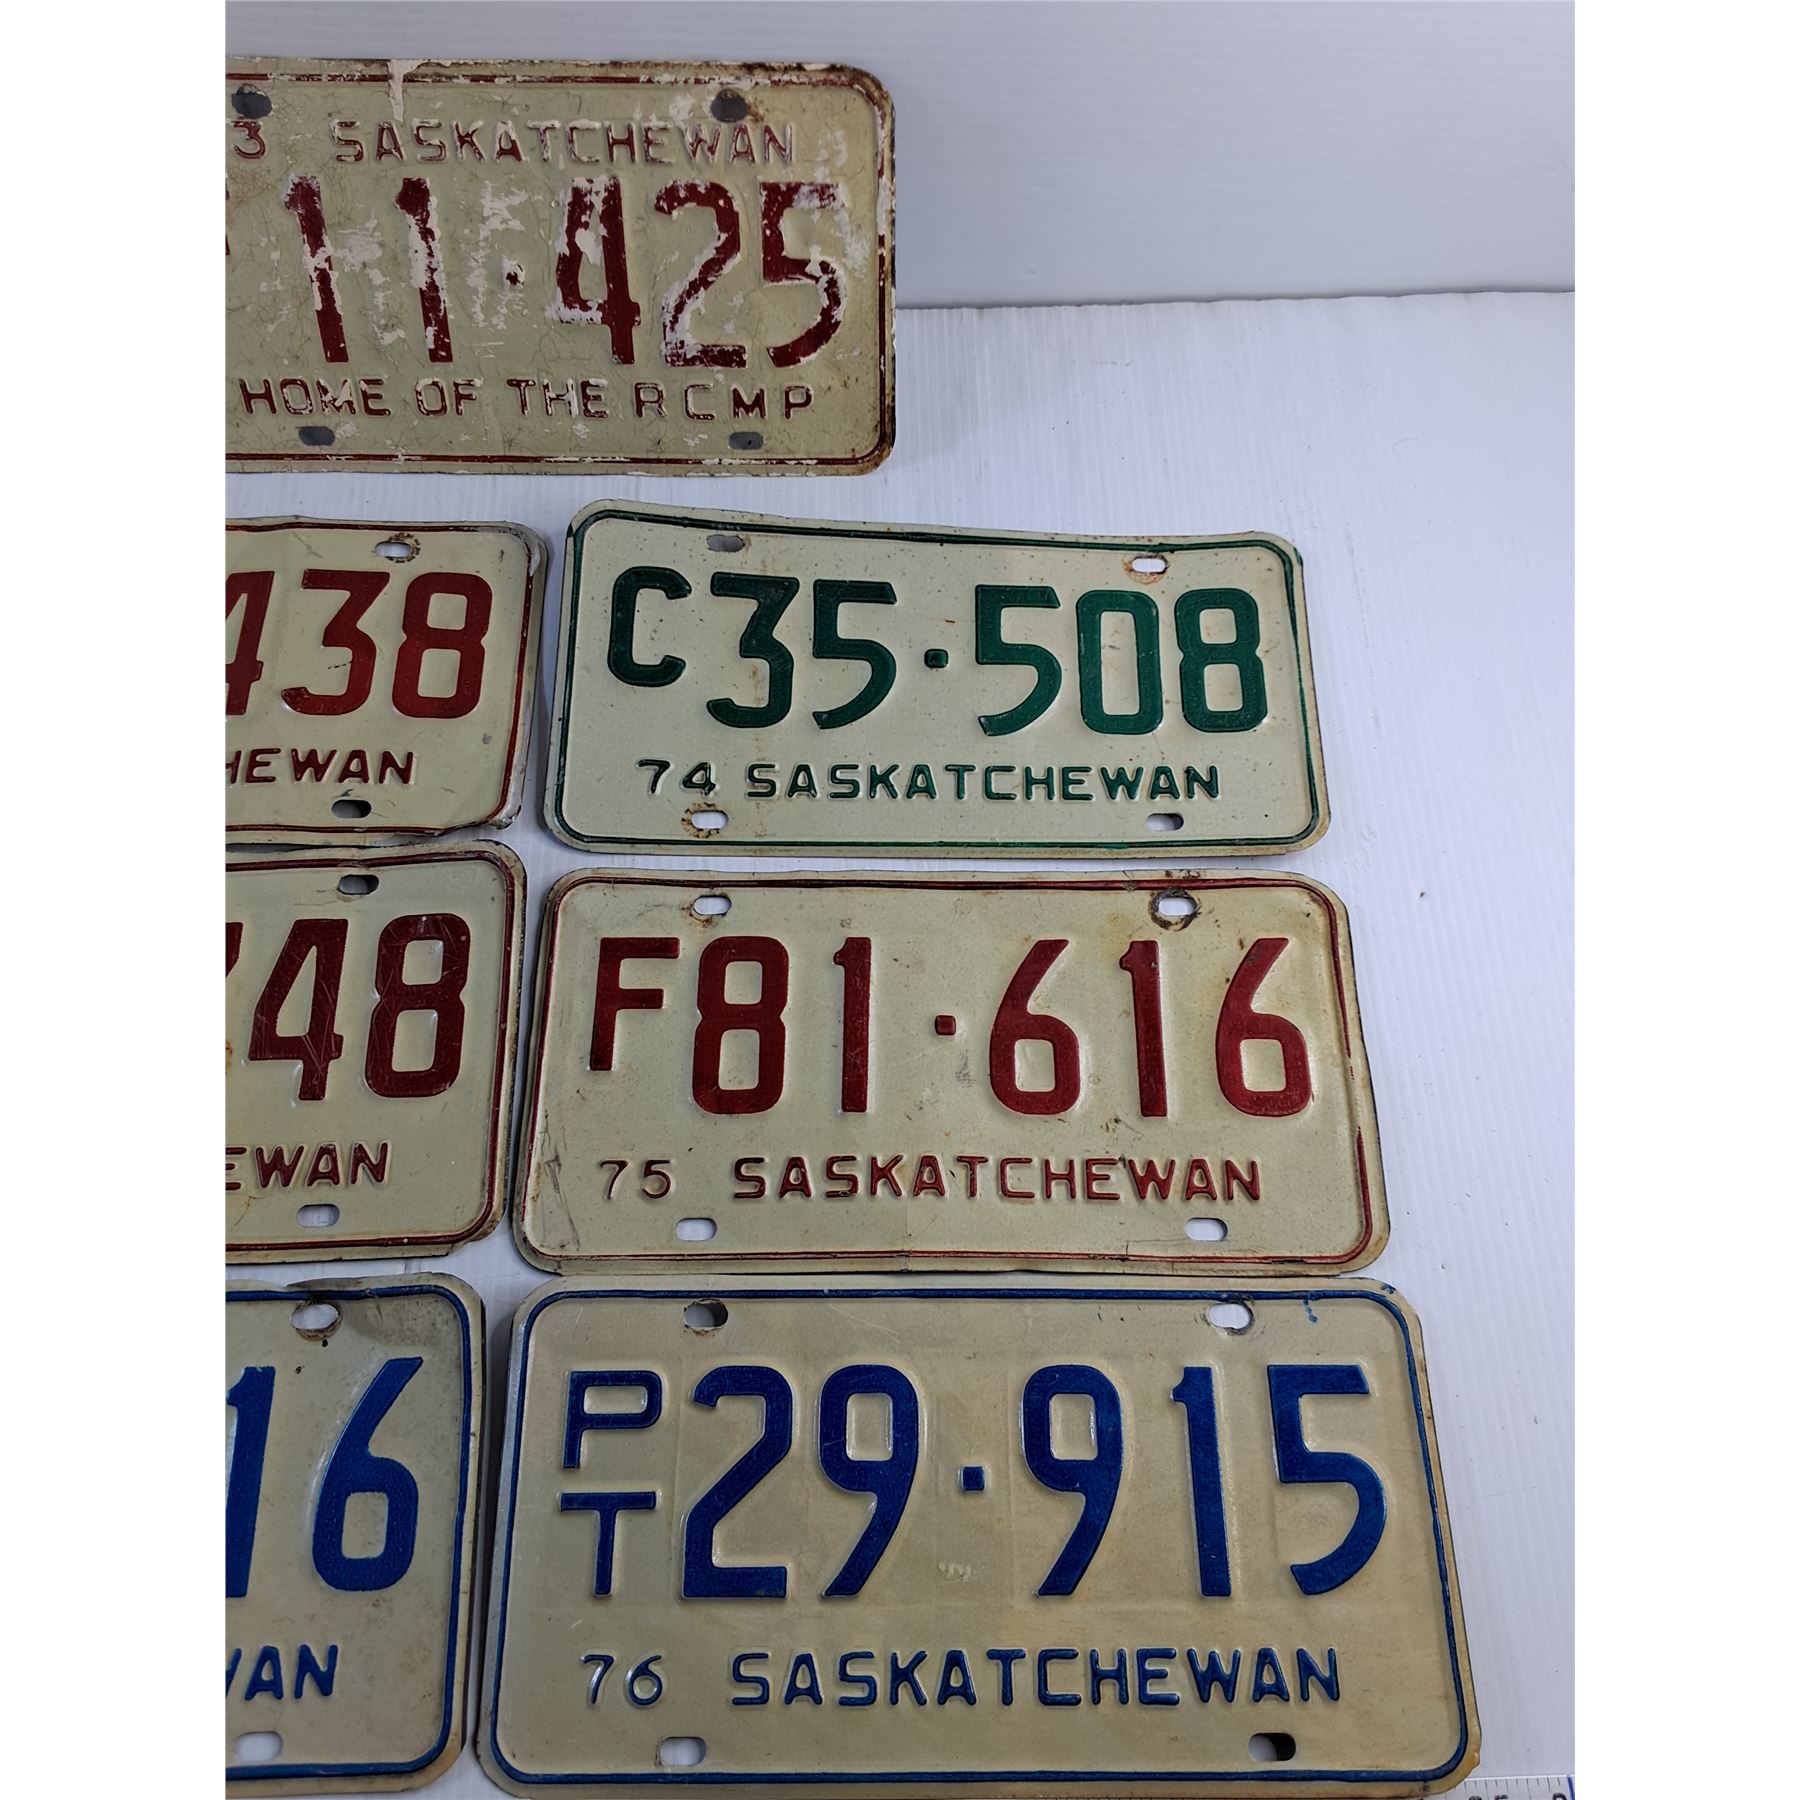 3 SASKATCHEWAN
11·425
HOME OF THE RCMP
438
HEWAN
C35·508
74 SASKATCHEWAN
48
EWAN
F81·616
75 SASKATCHEWAN
16
WAN
PT29·915
76 SASKATCHEWAN